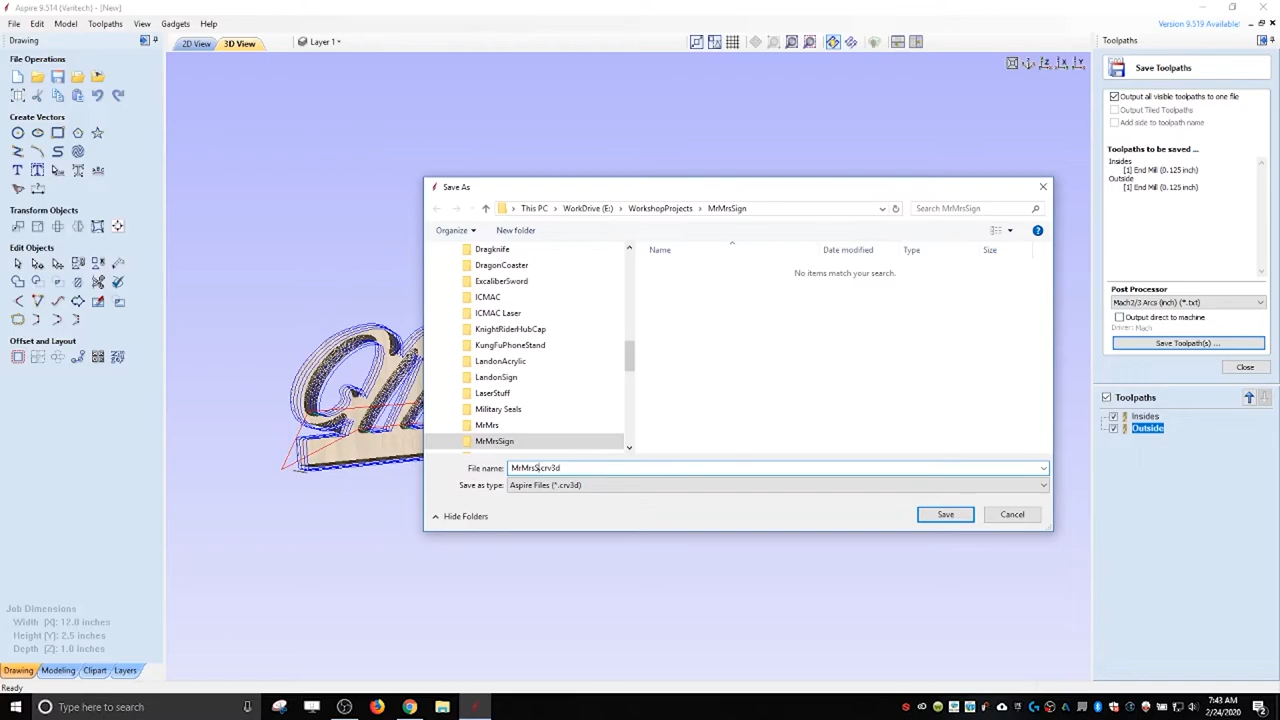 Aspire 9.514 (Varitech) - [New]
File Edit Model Toolpaths View Gadgets Help
Version 9.519 Available!
Drawing
2D View 3D View Layer 1
Toolpaths
File Operations
Create Vectors
Transform Objects
Edit Objects
Offset and Layout
Job Dimensions
Width [X]: 12.0 inches
Height [Y]: 2.5 inches
Depth [Z]: 1.0 inches
Drawing Modeling Clipart Layers
Ready
Save As
This PC > WorkDrive (E:) > WorkshopProjects > MrMrsSign
Search MrMrsSign
Organize New folder
Dragknife
DragonCoaster
ExcaliberSword
ICMAC
ICMAC Laser
KnightRiderHubCap
KungFuPhoneStand
LandonAcrylic
LandonSign
LaserStuff
Military Seals
MrMrs
MrMrsSign
Name Date modified Type Size
No items match your search.
File name: MrMrsS.crv3d
Save as type: Aspire Files (*.crv3d)
Hide Folders
Save Cancel
Save Toolpaths
Output all visible toolpaths to one file
Output Tiled Toolpaths
Add side to toolpath name
Toolpaths to be saved ...
Insides
[1] End Mill (0.125 inch)
Outside
[1] End Mill (0.125 inch)
Post Processor
Mach2/3 Arcs (inch) (*.txt)
Output direct to machine
Driver: Mach
Save Toolpath(s) ...
Close
Toolpaths
Insides
Outside
Type here to search
7:43 AM
2/24/2020